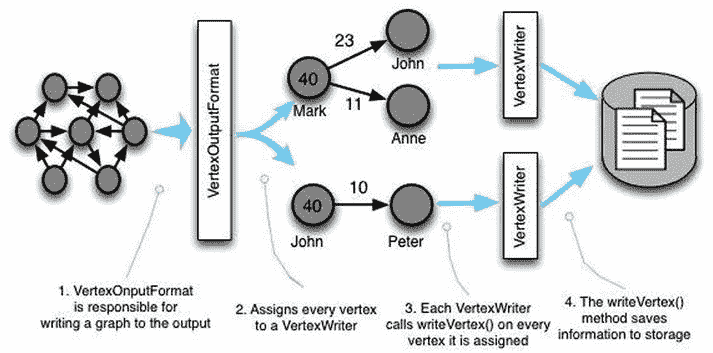 VertexOutputFormat
23
John
40
Mark
11
Anne
VertexWriter
40
10
John
Peter
VertexWriter
1. VertexOnputFormat
is responsible for
writing a graph to the output
2. Assigns every vertex
to a VertexWriter
3. Each VertexWriter
calls writeVertex() on every
vertex it is assigned
4. The writeVertex()
method saves
information to storage